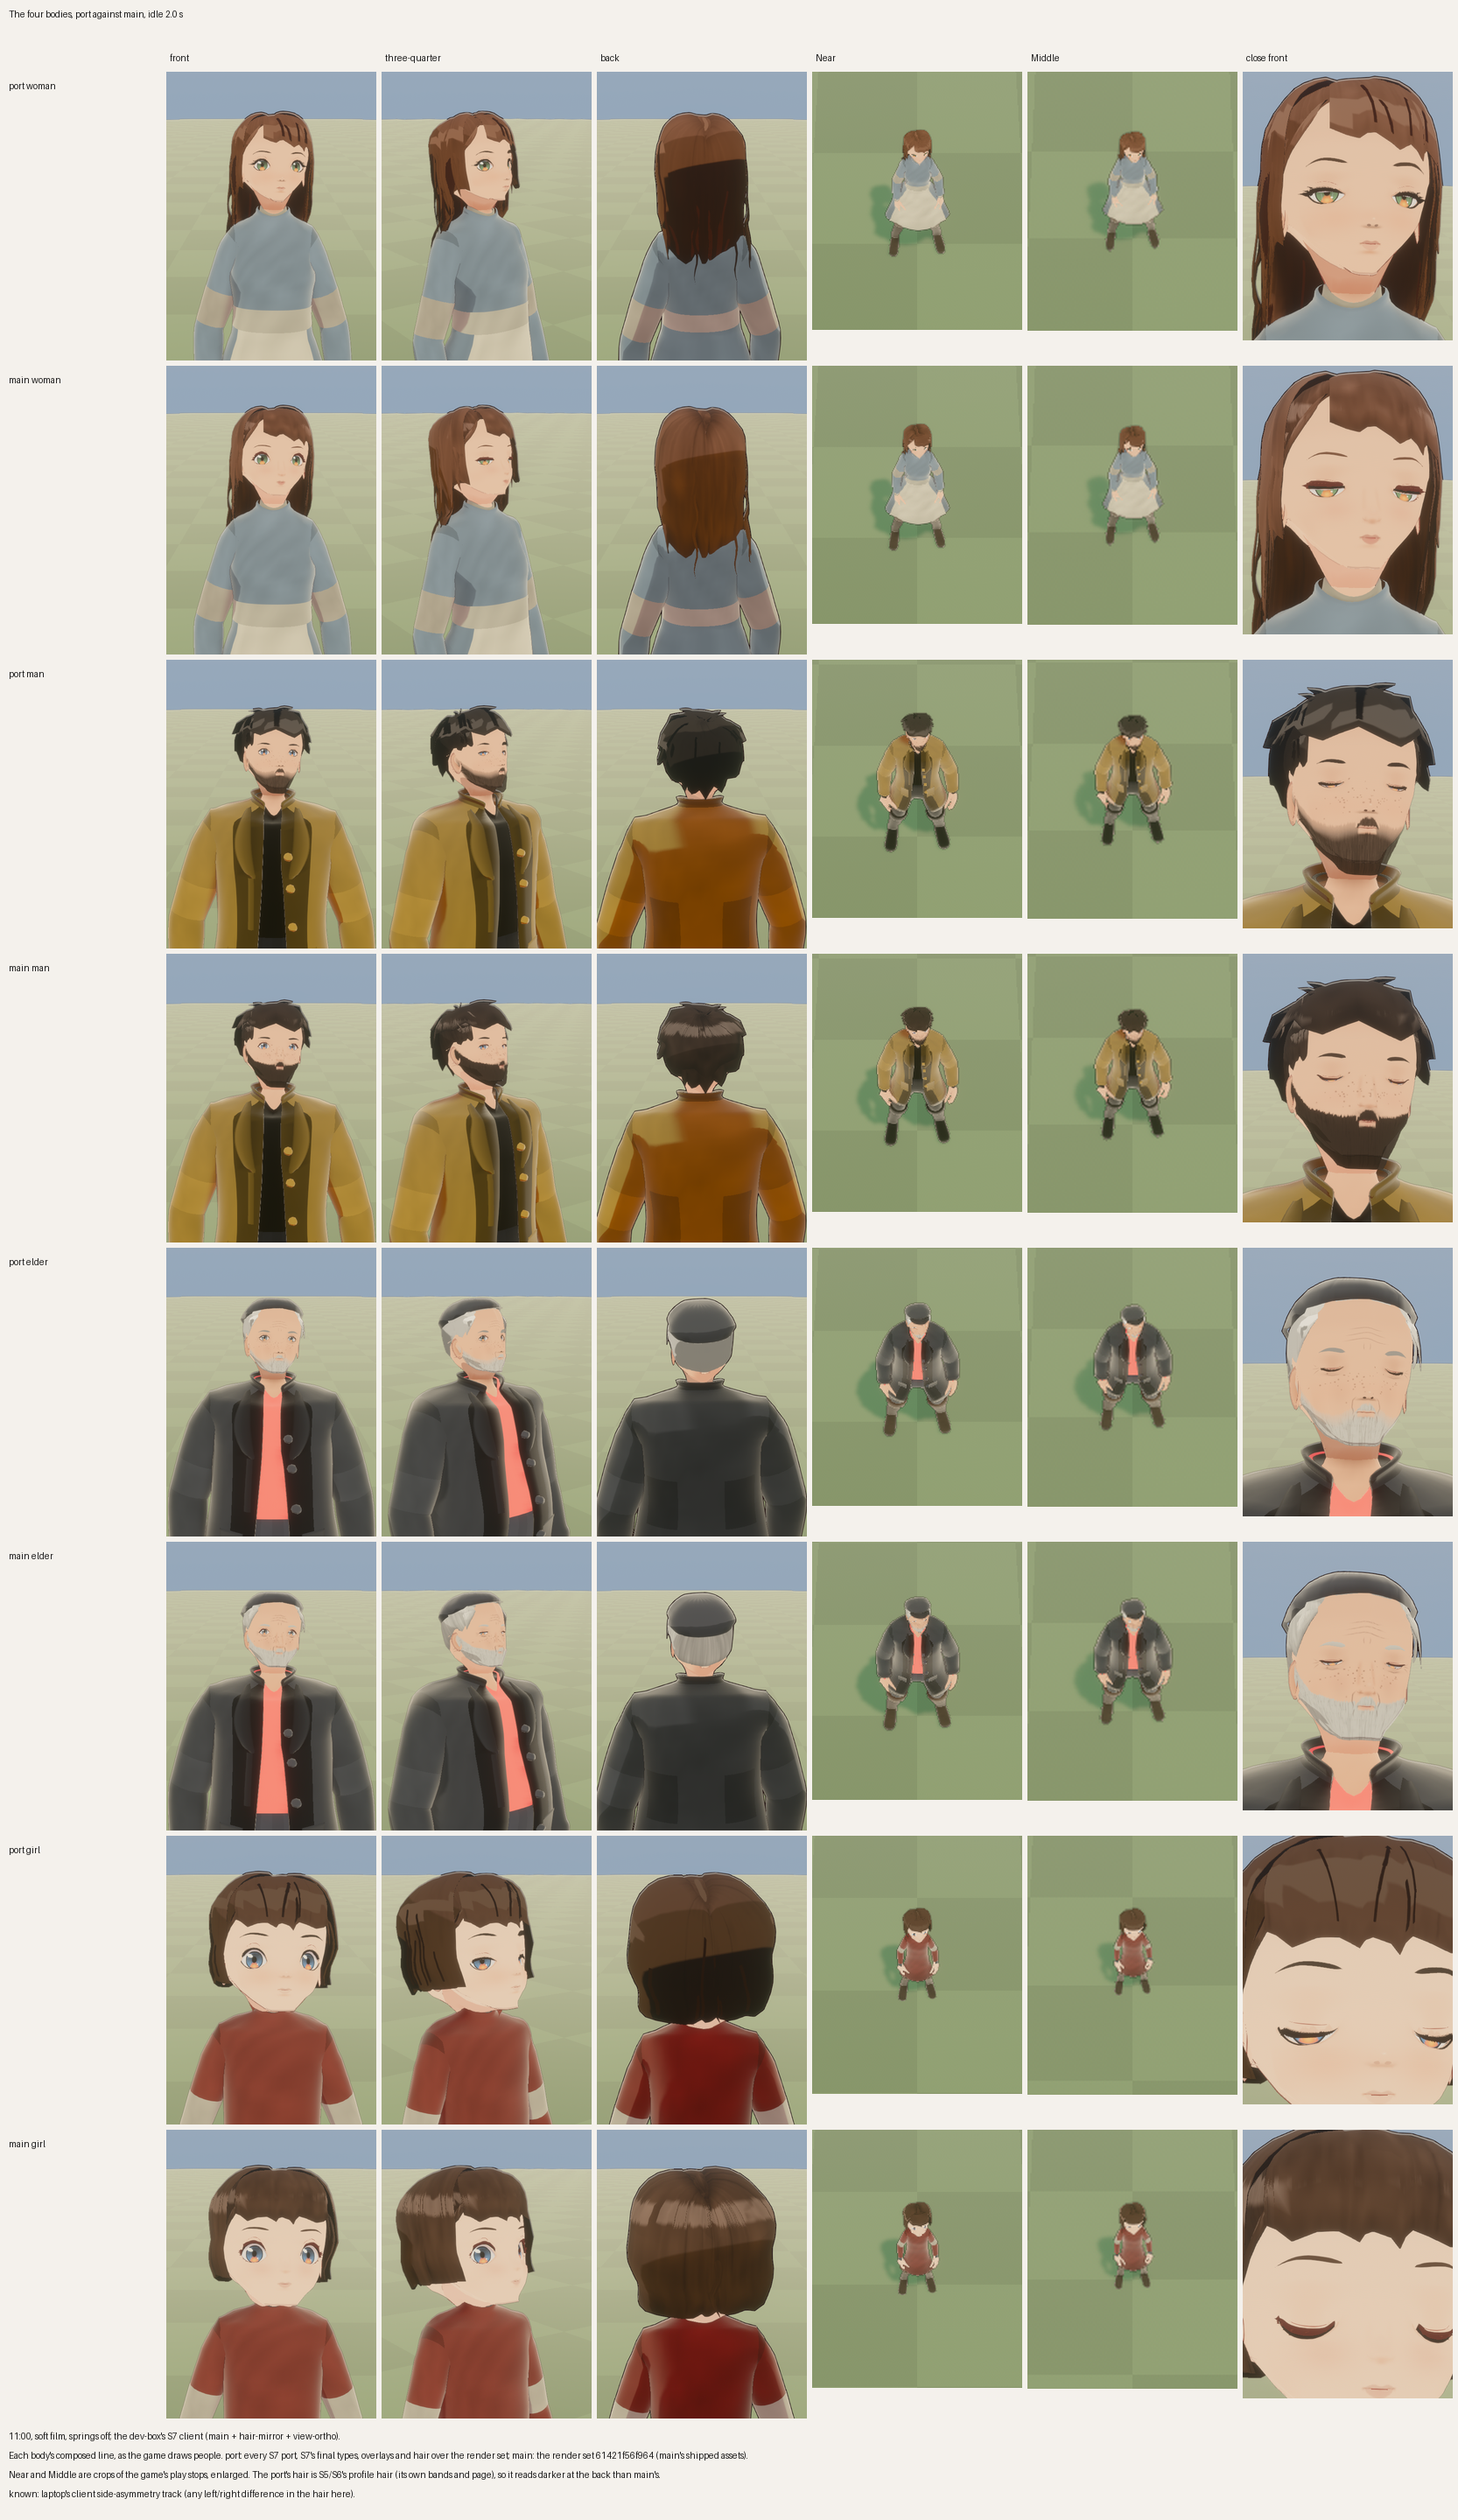 The four bodies, port against main, idle 2.0 s
front three-quarter back Near Middle close front
port woman
main woman
port man
main man
port elder
main elder
port girl
main girl
11:00, soft film, springs off; the dev-box's S7 client (main + hair-mirror + view-ortho).
Each body's composed line, as the game draws people. port: every S7 port, S7's final types, overlays and hair over the render set; main: the render set 61421f56f964 (main's shipped assets).
Near and Middle are crops of the game's play stops, enlarged. The port's hair is S5/S6's profile hair (its own bands and page), so it reads darker at the back than main's.
known: laptop's client side-asymmetry track (any left/right difference in the hair here).